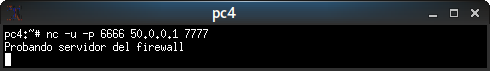 pc4
pc4:~# nc -u -p 6666 50.0.0.1 7777
Probando servidor del firewall